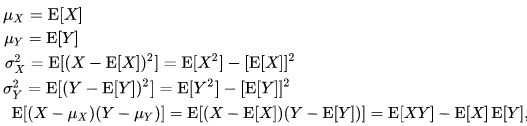 μ_X = E[X]
μ_Y = E[Y]
σ_X^2 = E[(X − E[X])^2] = E[X^2] − [E[X]]^2
σ_Y^2 = E[(Y − E[Y])^2] = E[Y^2] − [E[Y]]^2
E[(X − μ_X)(Y − μ_Y)] = E[(X − E[X])(Y − E[Y])] = E[XY] − E[X] E[Y],